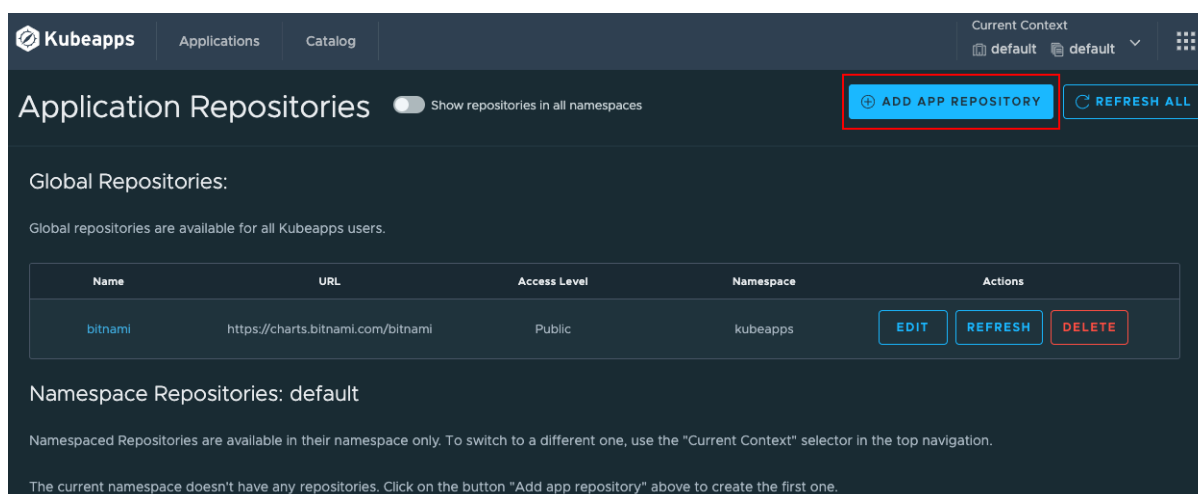 Kubeapps Applications Catalog Current Context
default default
Application Repositories Show repositories in all namespaces ADD APP REPOSITORY REFRESH ALL
Global Repositories:
Global repositories are available for all Kubeapps users.
Name URL Access Level Namespace Actions
bitnami https://charts.bitnami.com/bitnami Public kubeapps EDIT REFRESH DELETE
Namespace Repositories: default
Namespaced Repositories are available in their namespace only. To switch to a different one, use the "Current Context" selector in the top navigation.
The current namespace doesn't have any repositories. Click on the button "Add app repository" above to create the first one.